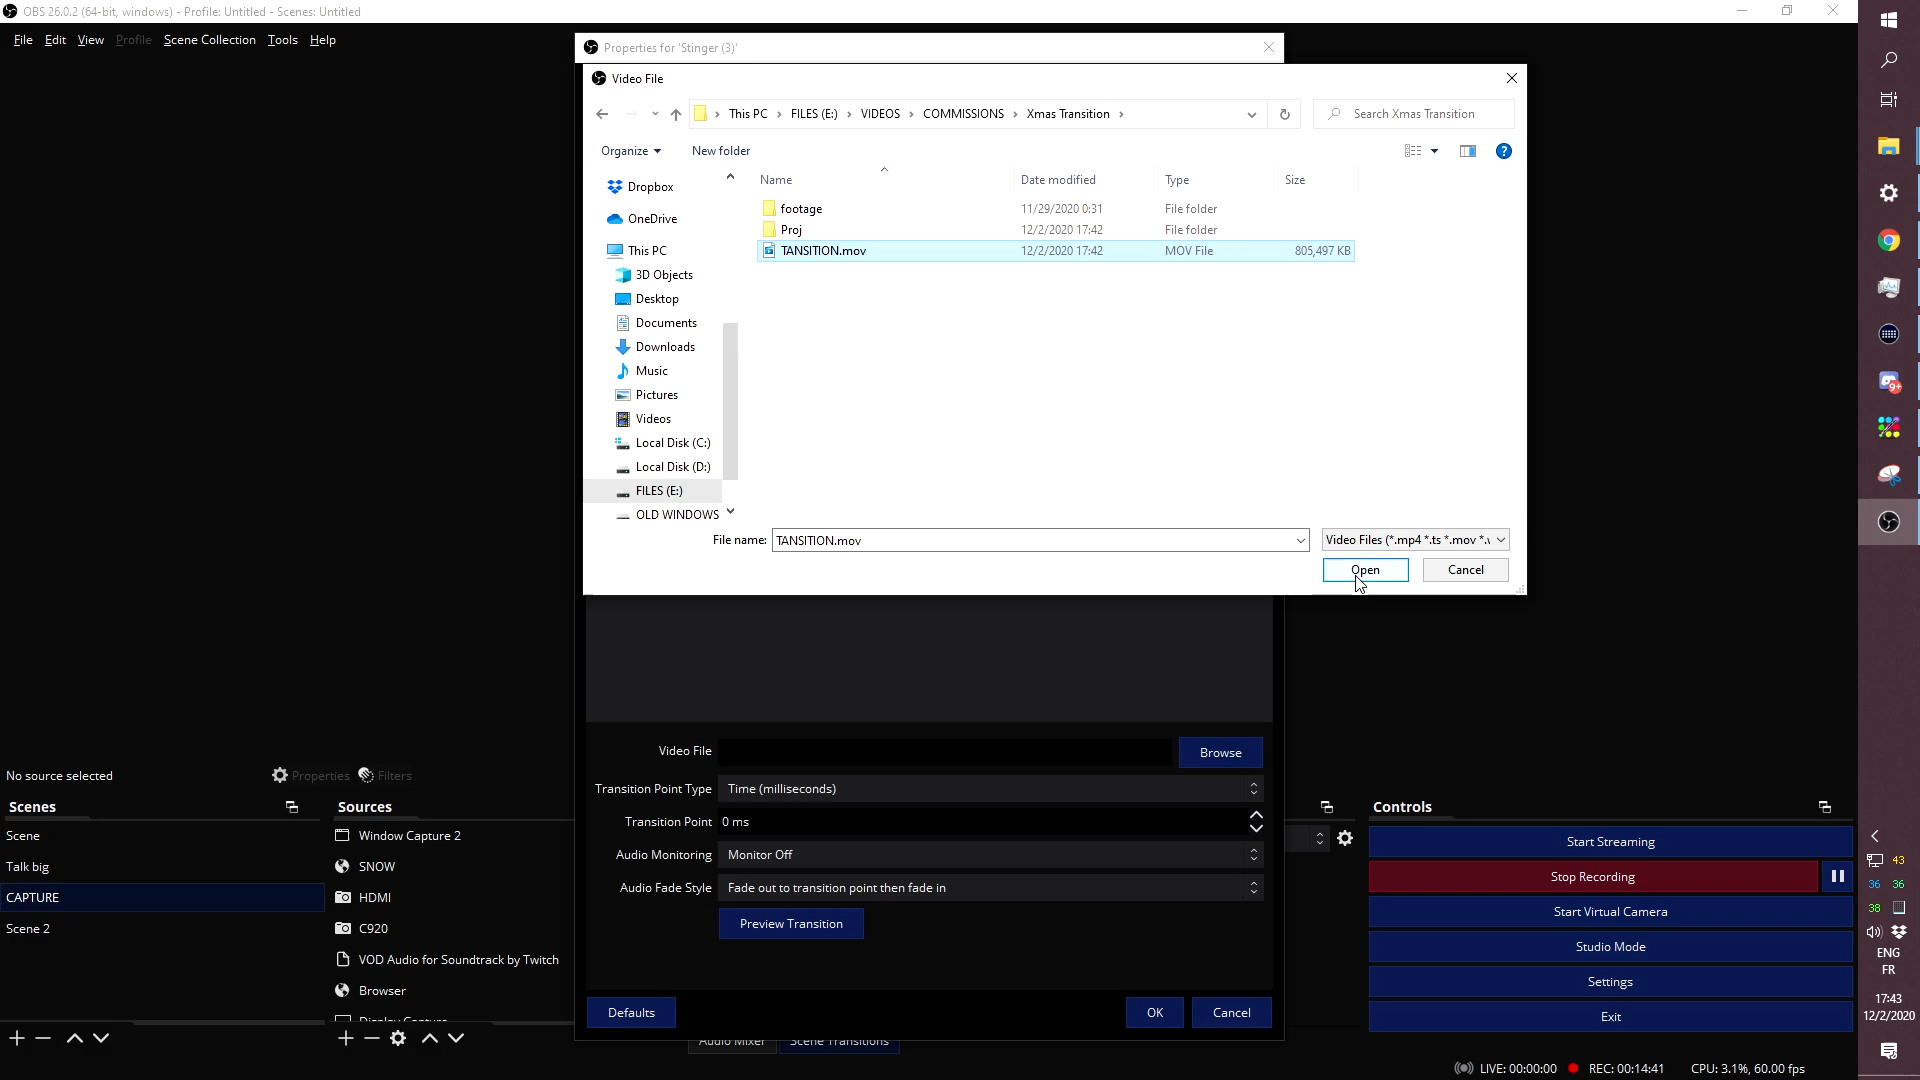 OBS 26.0.2 (64-bit, windows) - Profile: Untitled - Scenes: Untitled
File Edit View Profile Scene Collection Tools Help
Properties for 'Stinger (3)'
Video File
This PC > FILES (E:) > VIDEOS > COMMISSIONS > Xmas Transition >
Search Xmas Transition
Organize
New folder
Name Date modified Type Size
footage 11/29/2020 0:31 File folder
Proj 12/2/2020 17:42 File folder
TANSITION.mov 12/2/2020 17:42 MOV File 805,497 KB
Dropbox
OneDrive
This PC
3D Objects
Desktop
Documents
Downloads
Music
Pictures
Videos
Local Disk (C:)
Local Disk (D:)
FILES (E:)
OLD WINDOWS
File name: TANSITION.mov
Video Files (*.mp4 *.ts *.mov *.
Open Cancel
Video File Browse
Transition Point Type Time (milliseconds)
Transition Point 0 ms
Audio Monitoring Monitor Off
Audio Fade Style Fade out to transition point then fade in
Preview Transition
Defaults OK Cancel
No source selected Properties Filters
Scenes
Scene
Talk big
CAPTURE
Scene 2
Sources
Window Capture 2
SNOW
HDMI
C920
VOD Audio for Soundtrack by Twitch
Browser
Display Capture
Audio Mixer Scene Transitions
Controls
Start Streaming
Stop Recording
Start Virtual Camera
Studio Mode
Settings
Exit
LIVE: 00:00:00 REC: 00:14:41 CPU: 3.1%, 60.00 fps
9+
43
36 36
38
ENG
FR
17:43
12/2/2020